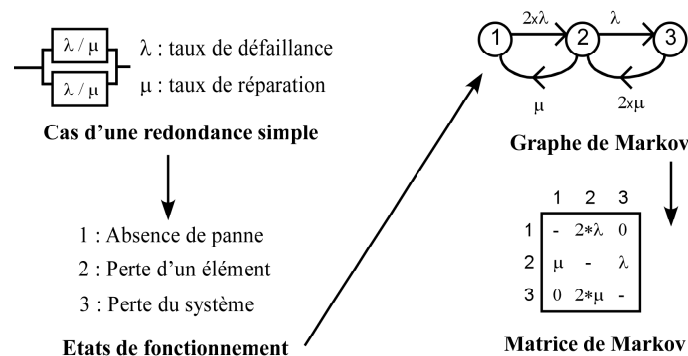 λ / μ
λ / μ
λ : taux de défaillance
μ : taux de réparation
Cas d'une redondance simple
1 : Absence de panne
2 : Perte d'un élément
3 : Perte du système
Etats de fonctionnement
2xλ
λ
1
2
3
μ
2xμ
Graphe de Markov
1 2 3
1 - 2*λ 0
2 μ - λ
3 0 2*μ -
Matrice de Markov